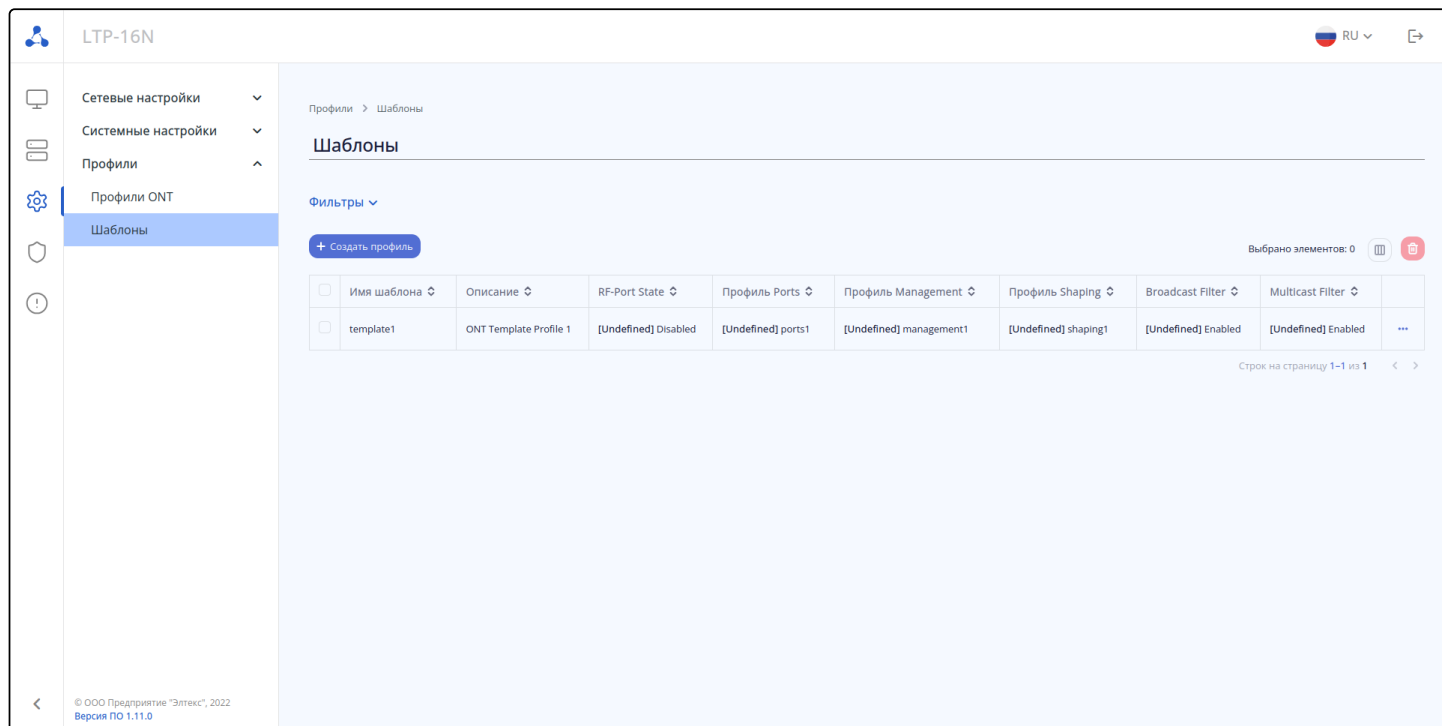 LTP-16N
RU
Сетевые настройки
Системные настройки
Профили
Профили ONT
Шаблоны
Профили > Шаблоны
Шаблоны
Фильтры
+ Создать профиль
Выбрано элементов: 0
Имя шаблона Описание RF-Port State Профиль Ports Профиль Management Профиль Shaping Broadcast Filter Multicast Filter
template1 ONT Template Profile 1 [Undefined] Disabled [Undefined] ports1 [Undefined] management1 [Undefined] shaping1 [Undefined] Enabled [Undefined] Enabled ...
Строк на страницу 1–1 из 1 < >
© ООО Предприятие "Элтекс", 2022
Версия ПО 1.11.0